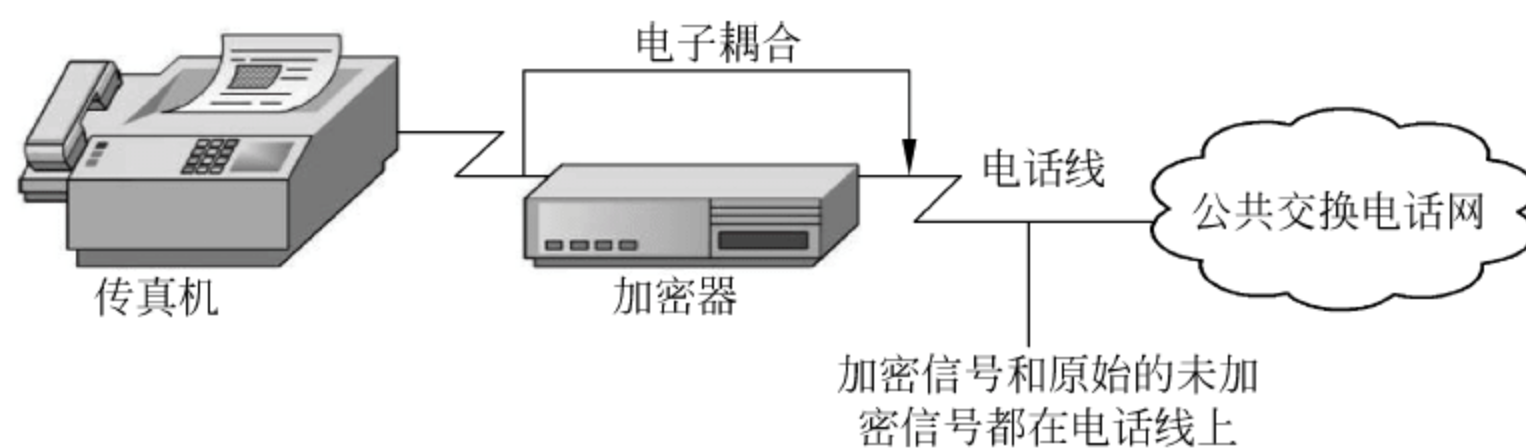 电子耦合
电话线
公共交换电话网
传真机
加密器
加密信号和原始的未加
密信号都在电话线上